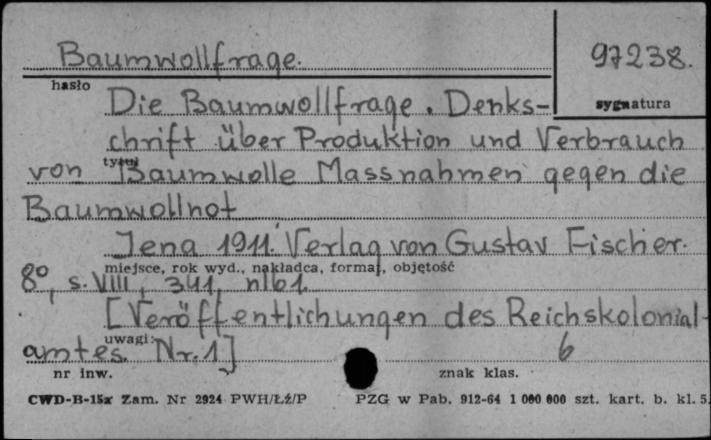 Baumwollfrage. 97238.
hasło sygnatura
Die Baumwollfrage. Denks-
chrift über Produktion und Verbrauch
tytuł
von Baumwolle Massnahmen gegen die
Baumwollnot
Jena 1911. Verlag von Gustav Fischer.
miejsce, rok wyd., nakładca, format, objętość
8°, s. VIII, 341, nlb1.
[Veröffentlichungen des Reichskolonial-
uwagi:
amtes. Nr. 1] 6
nr inw. znak klas.
CWD-B-15x Zam. Nr 2924 PWH/Łź/P PZG w Pab. 912-64 1 000 000 szt. kart. b. kl. 5